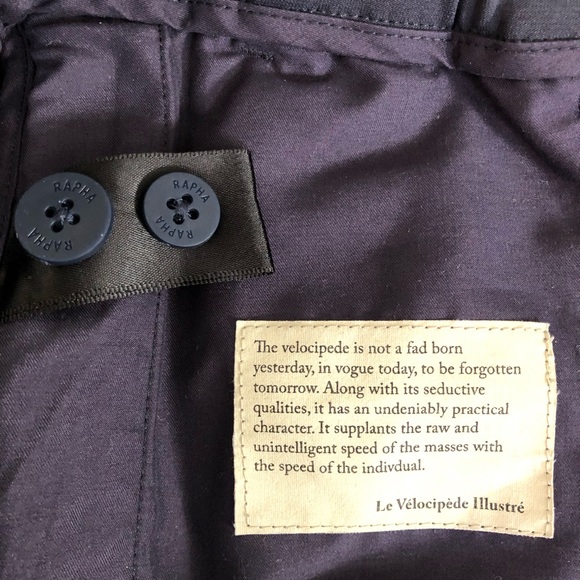 RAPHA RAPHA
RAPHA RAPHA
The velocipede is not a fad born
yesterday, in vogue today, to be forgotten
tomorrow. Along with its seductive
qualities, it has an undeniably practical
character. It supplants the raw and
unintelligent speed of the masses with
the speed of the indivdual.
Le Vélocipède Illustré